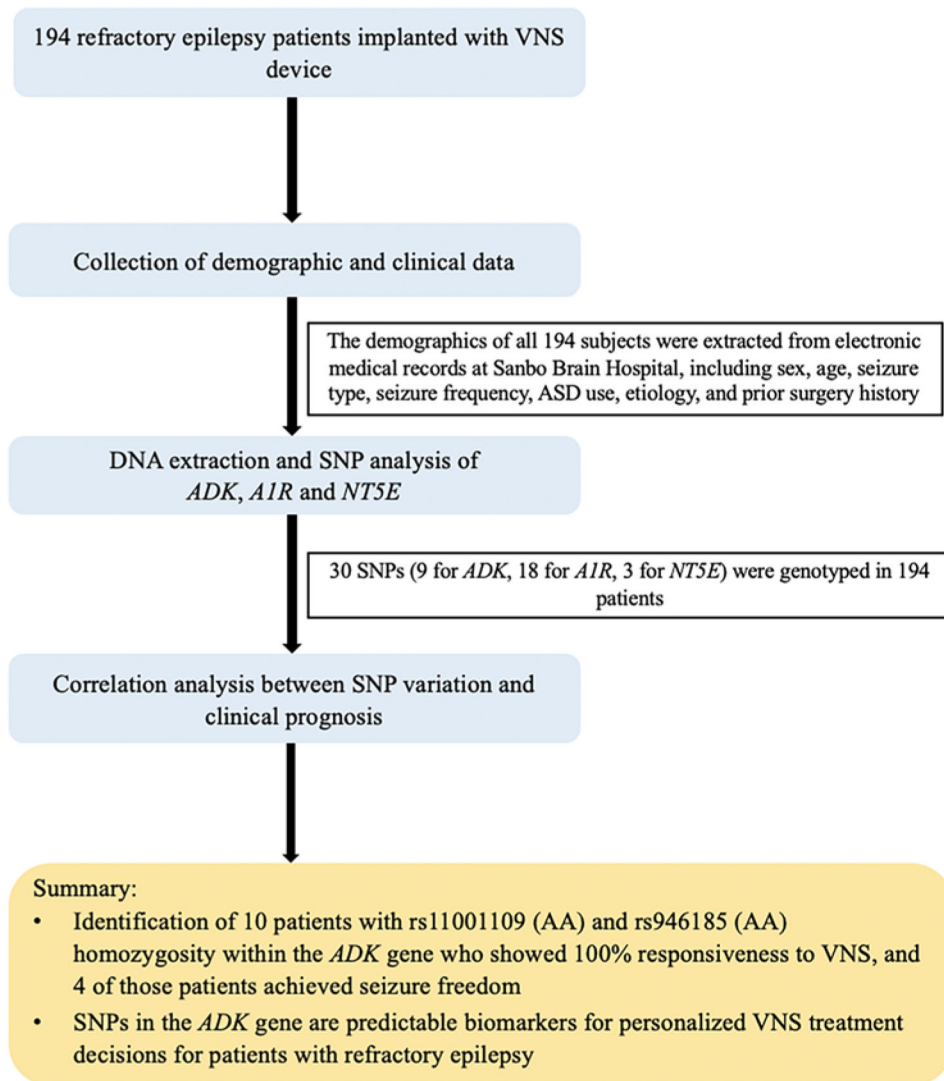 194 refractory epilepsy patients implanted with VNS
device
Collection of demographic and clinical data
The demographics of all 194 subjects were extracted from electronic
medical records at Sanbo Brain Hospital, including sex, age, seizure
type, seizure frequency, ASD use, etiology, and prior surgery history
DNA extraction and SNP analysis of
ADK, A1R and NT5E
30 SNPs (9 for ADK, 18 for A1R, 3 for NT5E) were genotyped in 194
patients
Correlation analysis between SNP variation and
clinical prognosis
Summary:
• Identification of 10 patients with rs11001109 (AA) and rs946185 (AA)
homozygosity within the ADK gene who showed 100% responsiveness to VNS, and
4 of those patients achieved seizure freedom
• SNPs in the ADK gene are predictable biomarkers for personalized VNS treatment
decisions for patients with refractory epilepsy